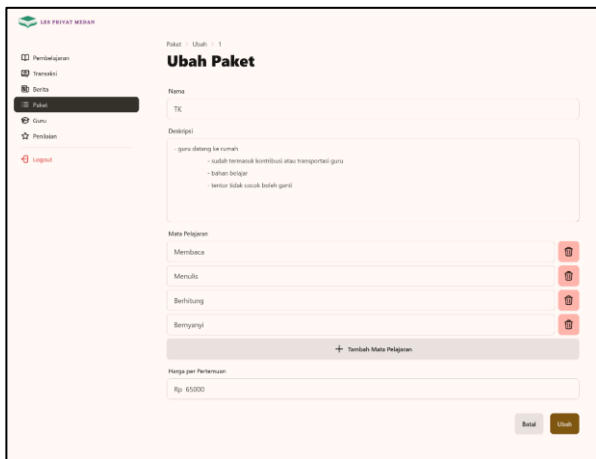 LES PRIVAT MEDAN
Pembelajaran
Transaksi
Berita
Paket
Guru
Penilaian
Logout
Paket > Ubah > 1
Ubah Paket
Nama
TK
Deskripsi
- guru datang ke rumah
- sudah termasuk kontribusi atau transportasi guru
- bahan belajar
- tentor tidak cocok boleh ganti
Mata Pelajaran
Membaca
Menulis
Berhitung
Bernyanyi
+ Tambah Mata Pelajaran
Harga per Pertemuan
Rp 65000
Batal
Ubah